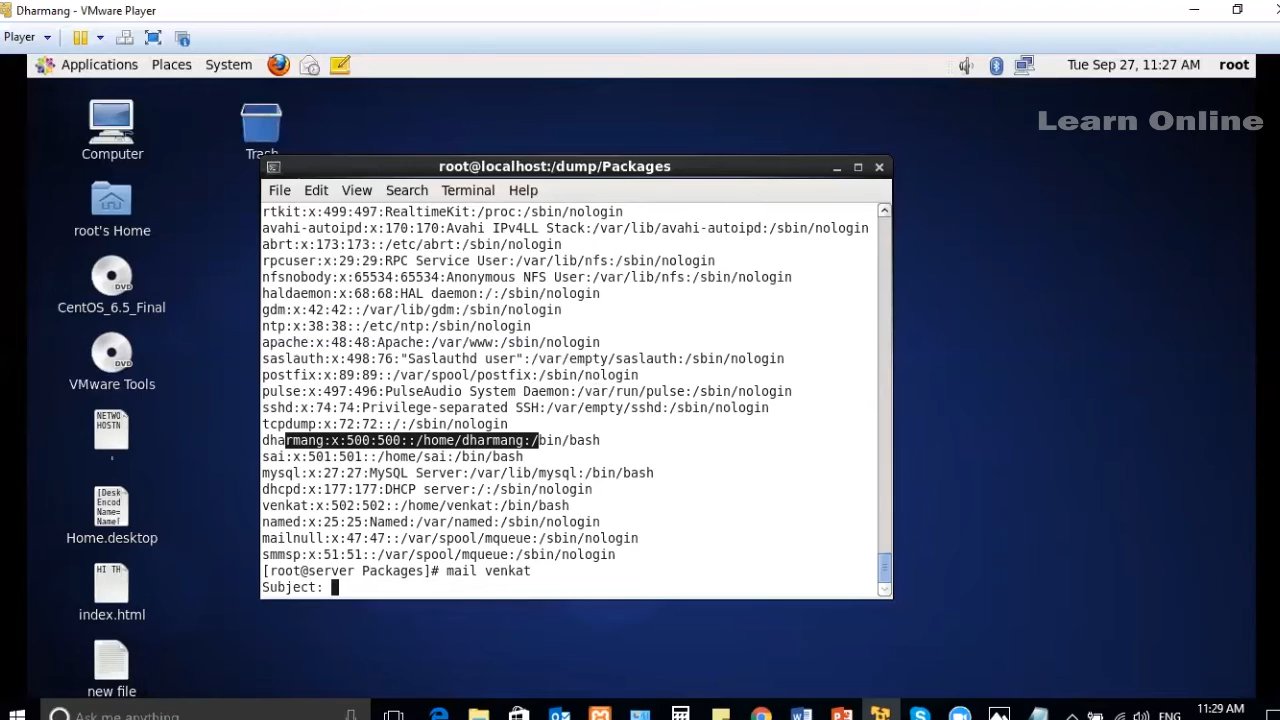 Dharmang - VMware Player
Player
Applications Places System Tue Sep 27, 11:27 AM root
Learn Online
Computer
Trash
root's Home
CentOS_6.5_Final
VMware Tools
NETWO
HOSTN
.
[Desk
Encod
Name=
Name[
Home.desktop
HI TH
index.html
new file
root@localhost:/dump/Packages
File Edit View Search Terminal Help
rtkit:x:499:497:RealtimeKit:/proc:/sbin/nologin
avahi-autoipd:x:170:170:Avahi IPv4LL Stack:/var/lib/avahi-autoipd:/sbin/nologin
abrt:x:173:173::/etc/abrt:/sbin/nologin
rpcuser:x:29:29:RPC Service User:/var/lib/nfs:/sbin/nologin
nfsnobody:x:65534:65534:Anonymous NFS User:/var/lib/nfs:/sbin/nologin
haldaemon:x:68:68:HAL daemon:/:/sbin/nologin
gdm:x:42:42::/var/lib/gdm:/sbin/nologin
ntp:x:38:38::/etc/ntp:/sbin/nologin
apache:x:48:48:Apache:/var/www:/sbin/nologin
saslauth:x:498:76:"Saslauthd user":/var/empty/saslauth:/sbin/nologin
postfix:x:89:89::/var/spool/postfix:/sbin/nologin
pulse:x:497:496:PulseAudio System Daemon:/var/run/pulse:/sbin/nologin
sshd:x:74:74:Privilege-separated SSH:/var/empty/sshd:/sbin/nologin
tcpdump:x:72:72::/:/sbin/nologin
dharmang:x:500:500::/home/dharmang:/bin/bash
sai:x:501:501::/home/sai:/bin/bash
mysql:x:27:27:MySQL Server:/var/lib/mysql:/bin/bash
dhcpd:x:177:177:DHCP server:/:/sbin/nologin
venkat:x:502:502::/home/venkat:/bin/bash
named:x:25:25:Named:/var/named:/sbin/nologin
mailnull:x:47:47::/var/spool/mqueue:/sbin/nologin
smmsp:x:51:51::/var/spool/mqueue:/sbin/nologin
[root@server Packages]# mail venkat
Subject:
Ask me anything
ENG
11:29 AM